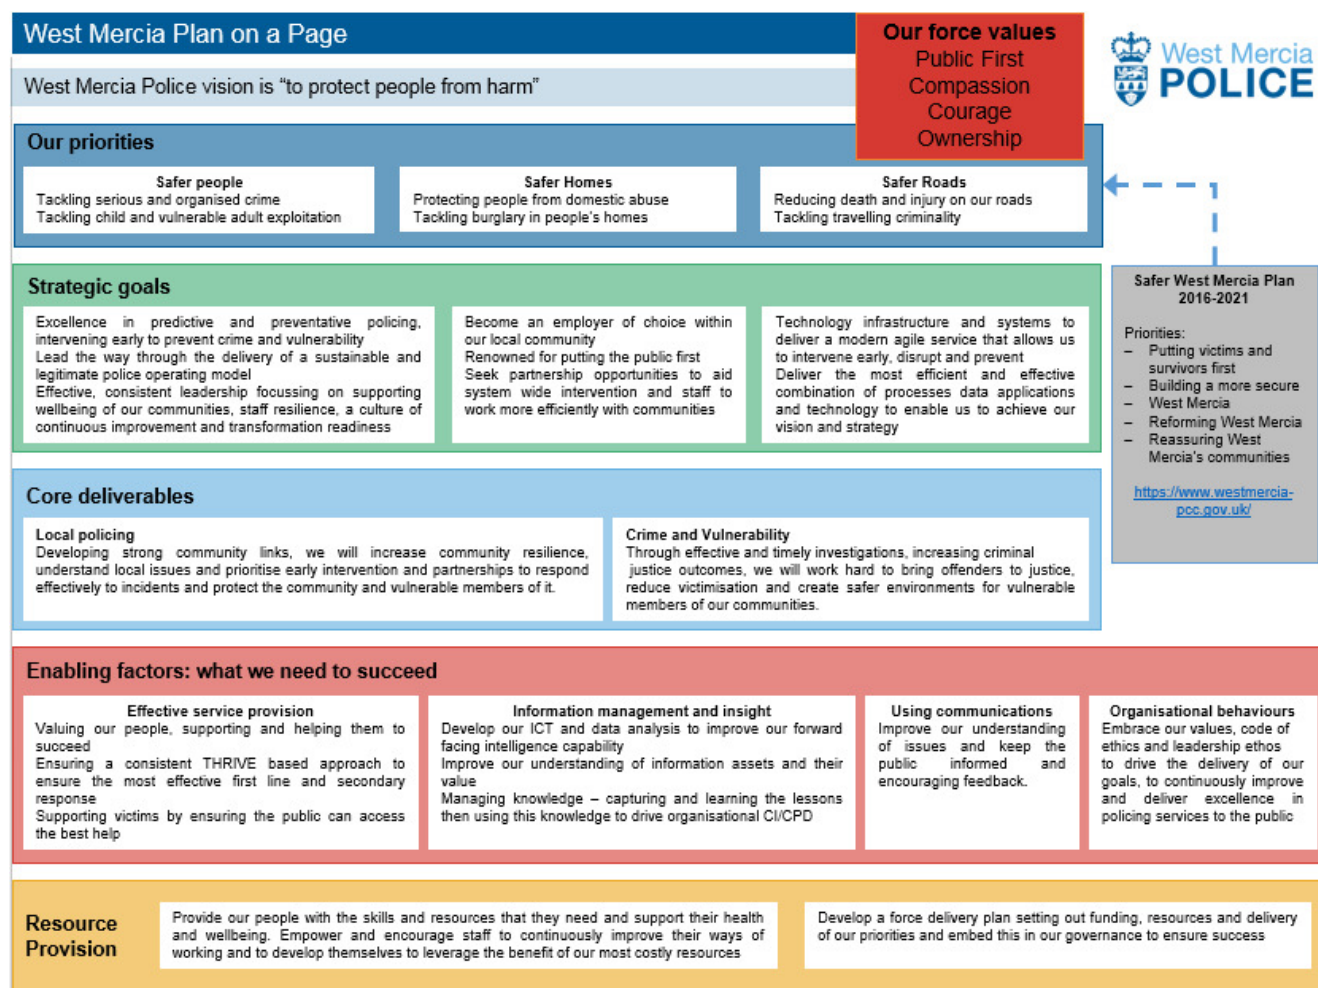 West Mercia Plan on a Page
West Mercia Police vision is “to protect people from harm”
Our force values
Public First
Compassion
Courage
Ownership
West Mercia
POLICE
Our priorities
Safer people
Tackling serious and organised crime
Tackling child and vulnerable adult exploitation
Safer Homes
Protecting people from domestic abuse
Tackling burglary in people’s homes
Safer Roads
Reducing death and injury on our roads
Tackling travelling criminality
Strategic goals
Excellence in predictive and preventative policing,
intervening early to prevent crime and vulnerability
Lead the way through the delivery of a sustainable and
legitimate police operating model
Effective, consistent leadership focussing on supporting
wellbeing of our communities, staff resilience, a culture of
continuous improvement and transformation readiness
Become an employer of choice within
our local community
Renowned for putting the public first
Seek partnership opportunities to aid
system wide intervention and staff to
work more efficiently with communities
Technology infrastructure and systems to
deliver a modern agile service that allows us
to intervene early, disrupt and prevent
Deliver the most efficient and effective
combination of processes data applications
and technology to enable us to achieve our
vision and strategy
Safer West Mercia Plan
2016-2021
Priorities:
– Putting victims and
survivors first
– Building a more secure
– West Mercia
– Reforming West Mercia
– Reassuring West
Mercia’s communities
https://www.westmercia-
pcc.gov.uk/
Core deliverables
Local policing
Developing strong community links, we will increase community resilience,
understand local issues and prioritise early intervention and partnerships to respond
effectively to incidents and protect the community and vulnerable members of it.
Crime and Vulnerability
Through effective and timely investigations, increasing criminal
justice outcomes, we will work hard to bring offenders to justice,
reduce victimisation and create safer environments for vulnerable
members of our communities.
Enabling factors: what we need to succeed
Effective service provision
Valuing our people, supporting and helping them to
succeed
Ensuring a consistent THRIVE based approach to
ensure the most effective first line and secondary
response
Supporting victims by ensuring the public can access
the best help
Information management and insight
Develop our ICT and data analysis to improve our forward
facing intelligence capability
Improve our understanding of information assets and their
value
Managing knowledge – capturing and learning the lessons
then using this knowledge to drive organisational CI/CPD
Using communications
Improve our understanding
of issues and keep the
public informed and
encouraging feedback.
Organisational behaviours
Embrace our values, code of
ethics and leadership ethos
to drive the delivery of our
goals, to continuously improve
and deliver excellence in
policing services to the public
Resource
Provision
Provide our people with the skills and resources that they need and support their health
and wellbeing. Empower and encourage staff to continuously improve their ways of
working and to develop themselves to leverage the benefit of our most costly resources
Develop a force delivery plan setting out funding, resources and delivery
of our priorities and embed this in our governance to ensure success